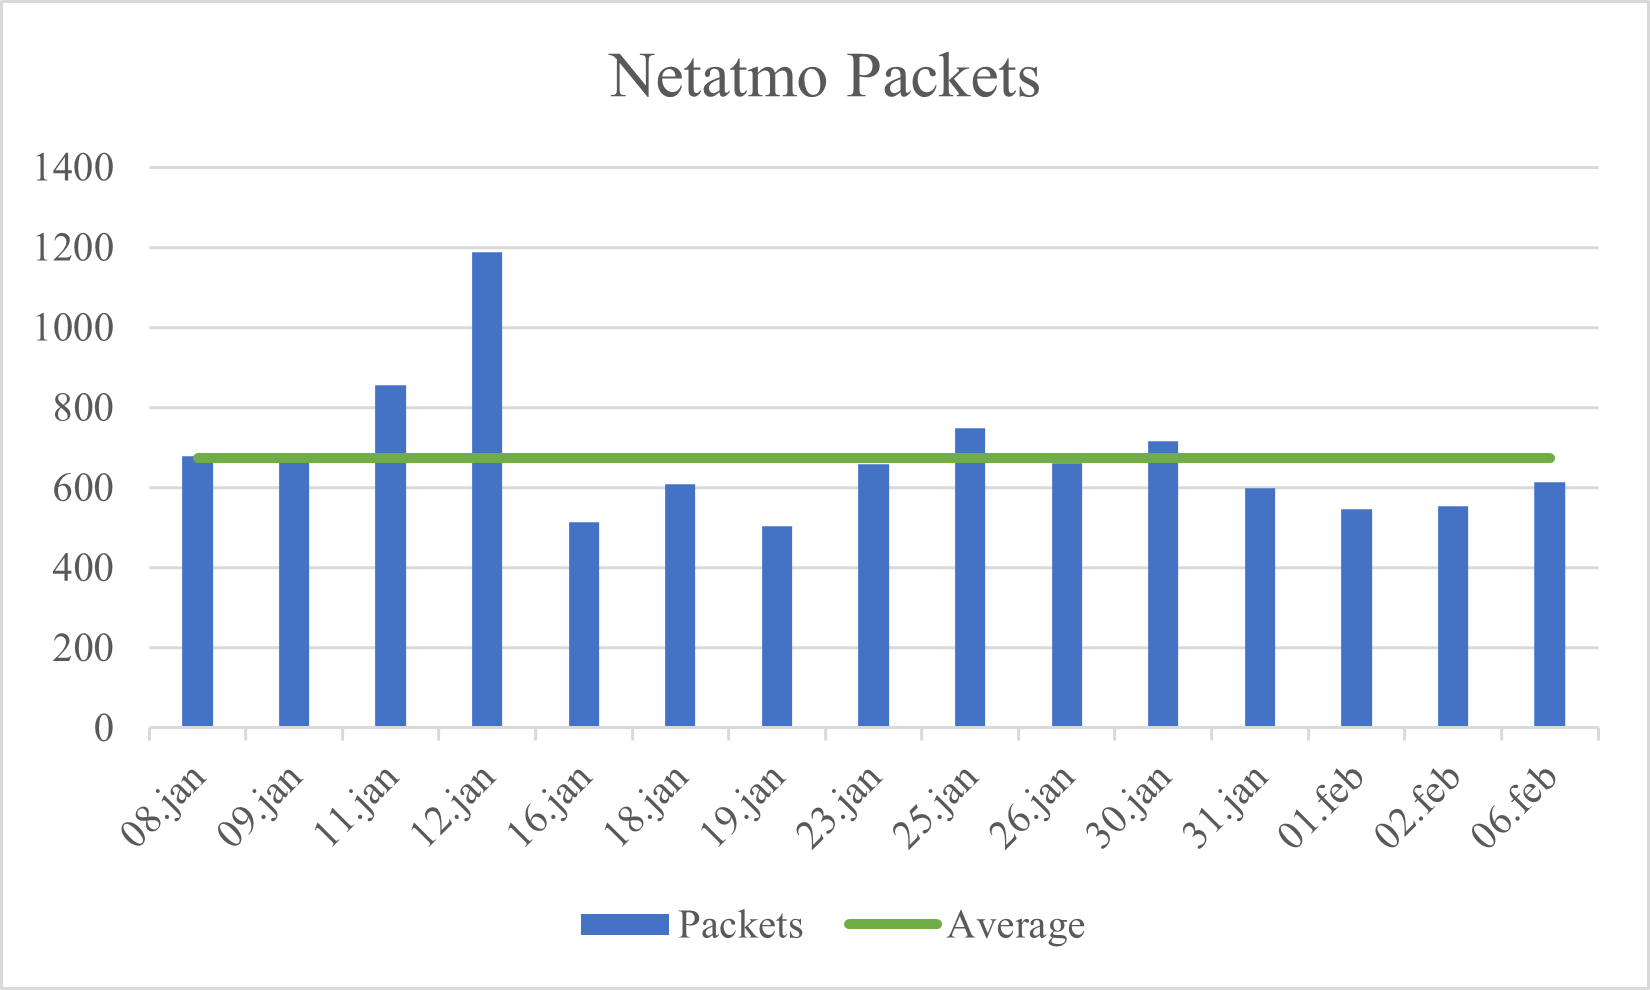 Netatmo Packets
1400
1200
1000
800
600
400
200
0
08.jan
09.jan
11.jan
12.jan
16.jan
18.jan
19.jan
23.jan
25.jan
26.jan
30.jan
31.jan
01.feb
02.feb
06.feb
Packets
Average